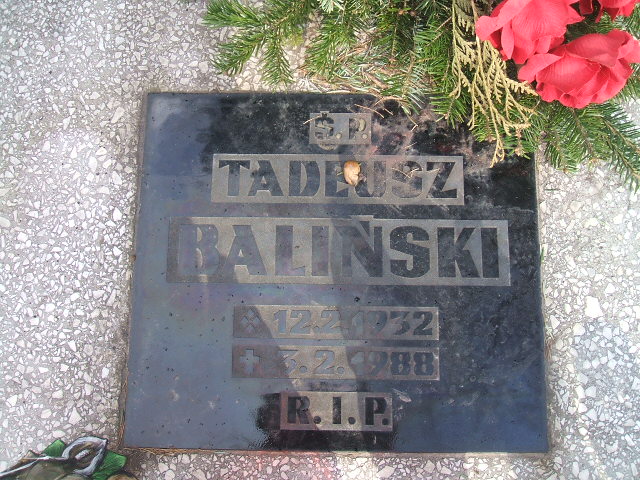 Ś.P.
TADEUSZ
BALIŃSKI
12.2.1932
✝ 3.2.1988
R.I.P.